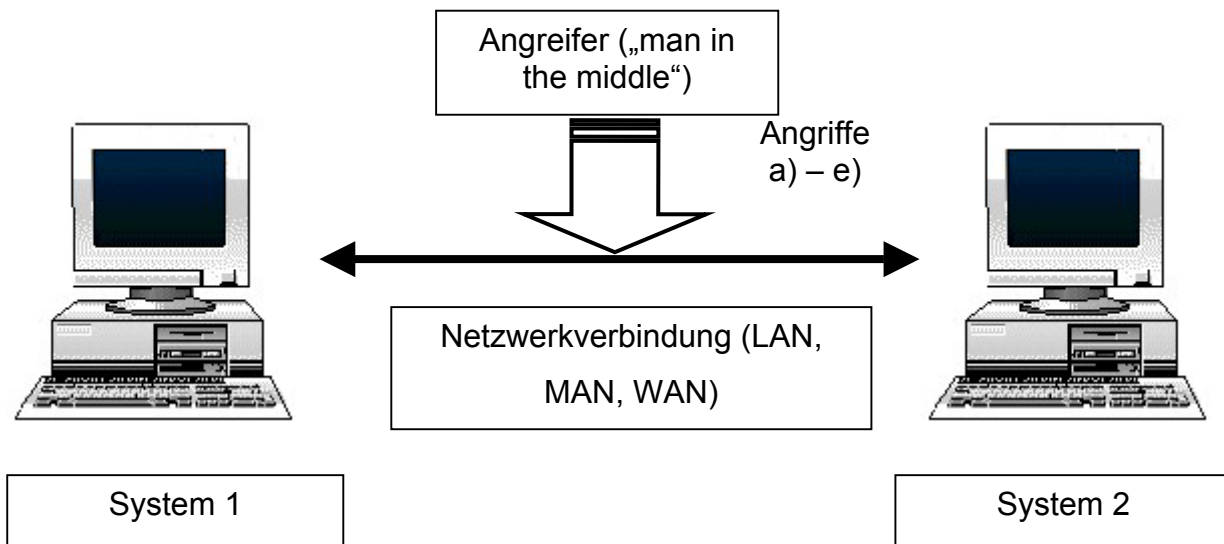 Angreifer („man in
the middle“)
Angriffe
a) – e)
Netzwerkverbindung (LAN,
MAN, WAN)
System 1
System 2